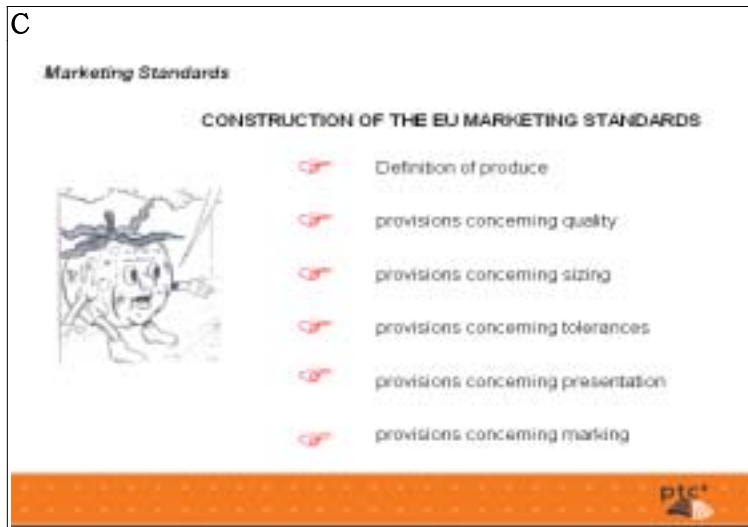 C
Marketing Standards
CONSTRUCTION OF THE EU MARKETING STANDARDS
Definition of produce
provisions concerning quality
provisions concerning sizing
provisions concerning tolerances
provisions concerning presentation
provisions concerning marking
ptc+